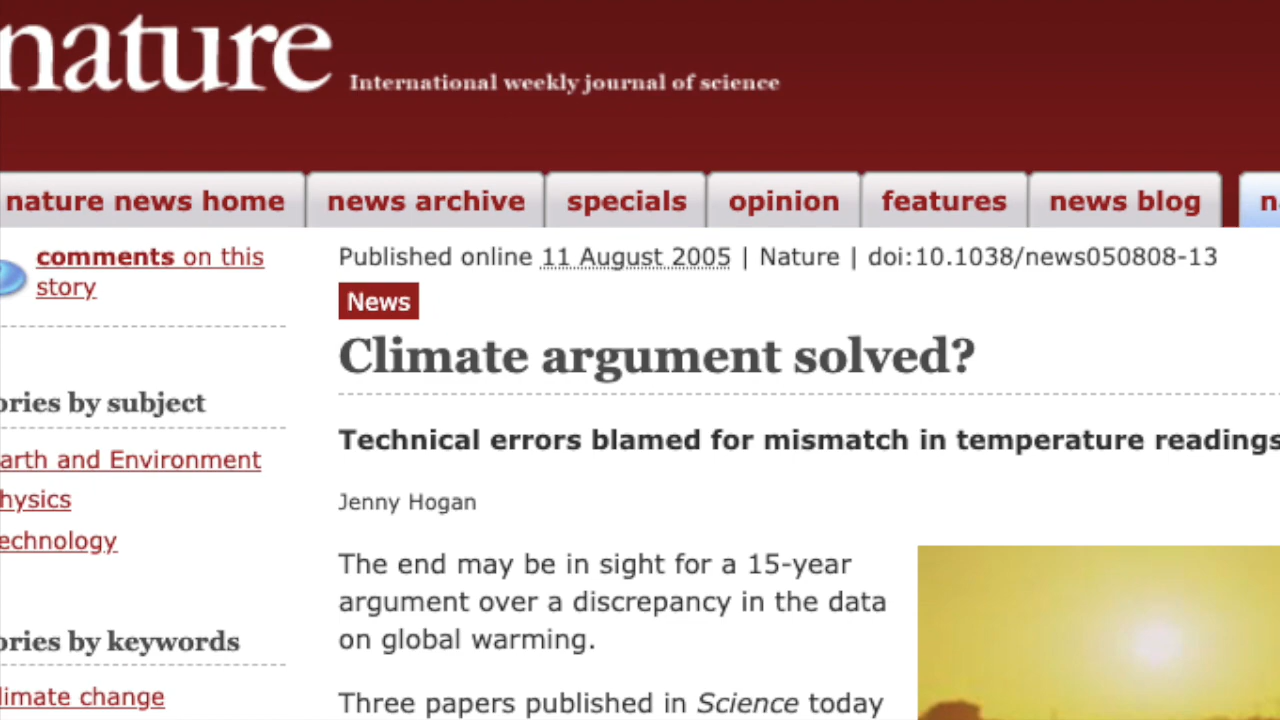 nature International weekly journal of science
nature news home news archive specials opinion features news blog
comments on this
story
Published online 11 August 2005 | Nature | doi:10.1038/news050808-13
News
Climate argument solved?
ories by subject
Technical errors blamed for mismatch in temperature readings
arth and Environment
hysics
echnology
Jenny Hogan
The end may be in sight for a 15-year
argument over a discrepancy in the data
on global warming.
ories by keywords
limate change
Three papers published in Science today